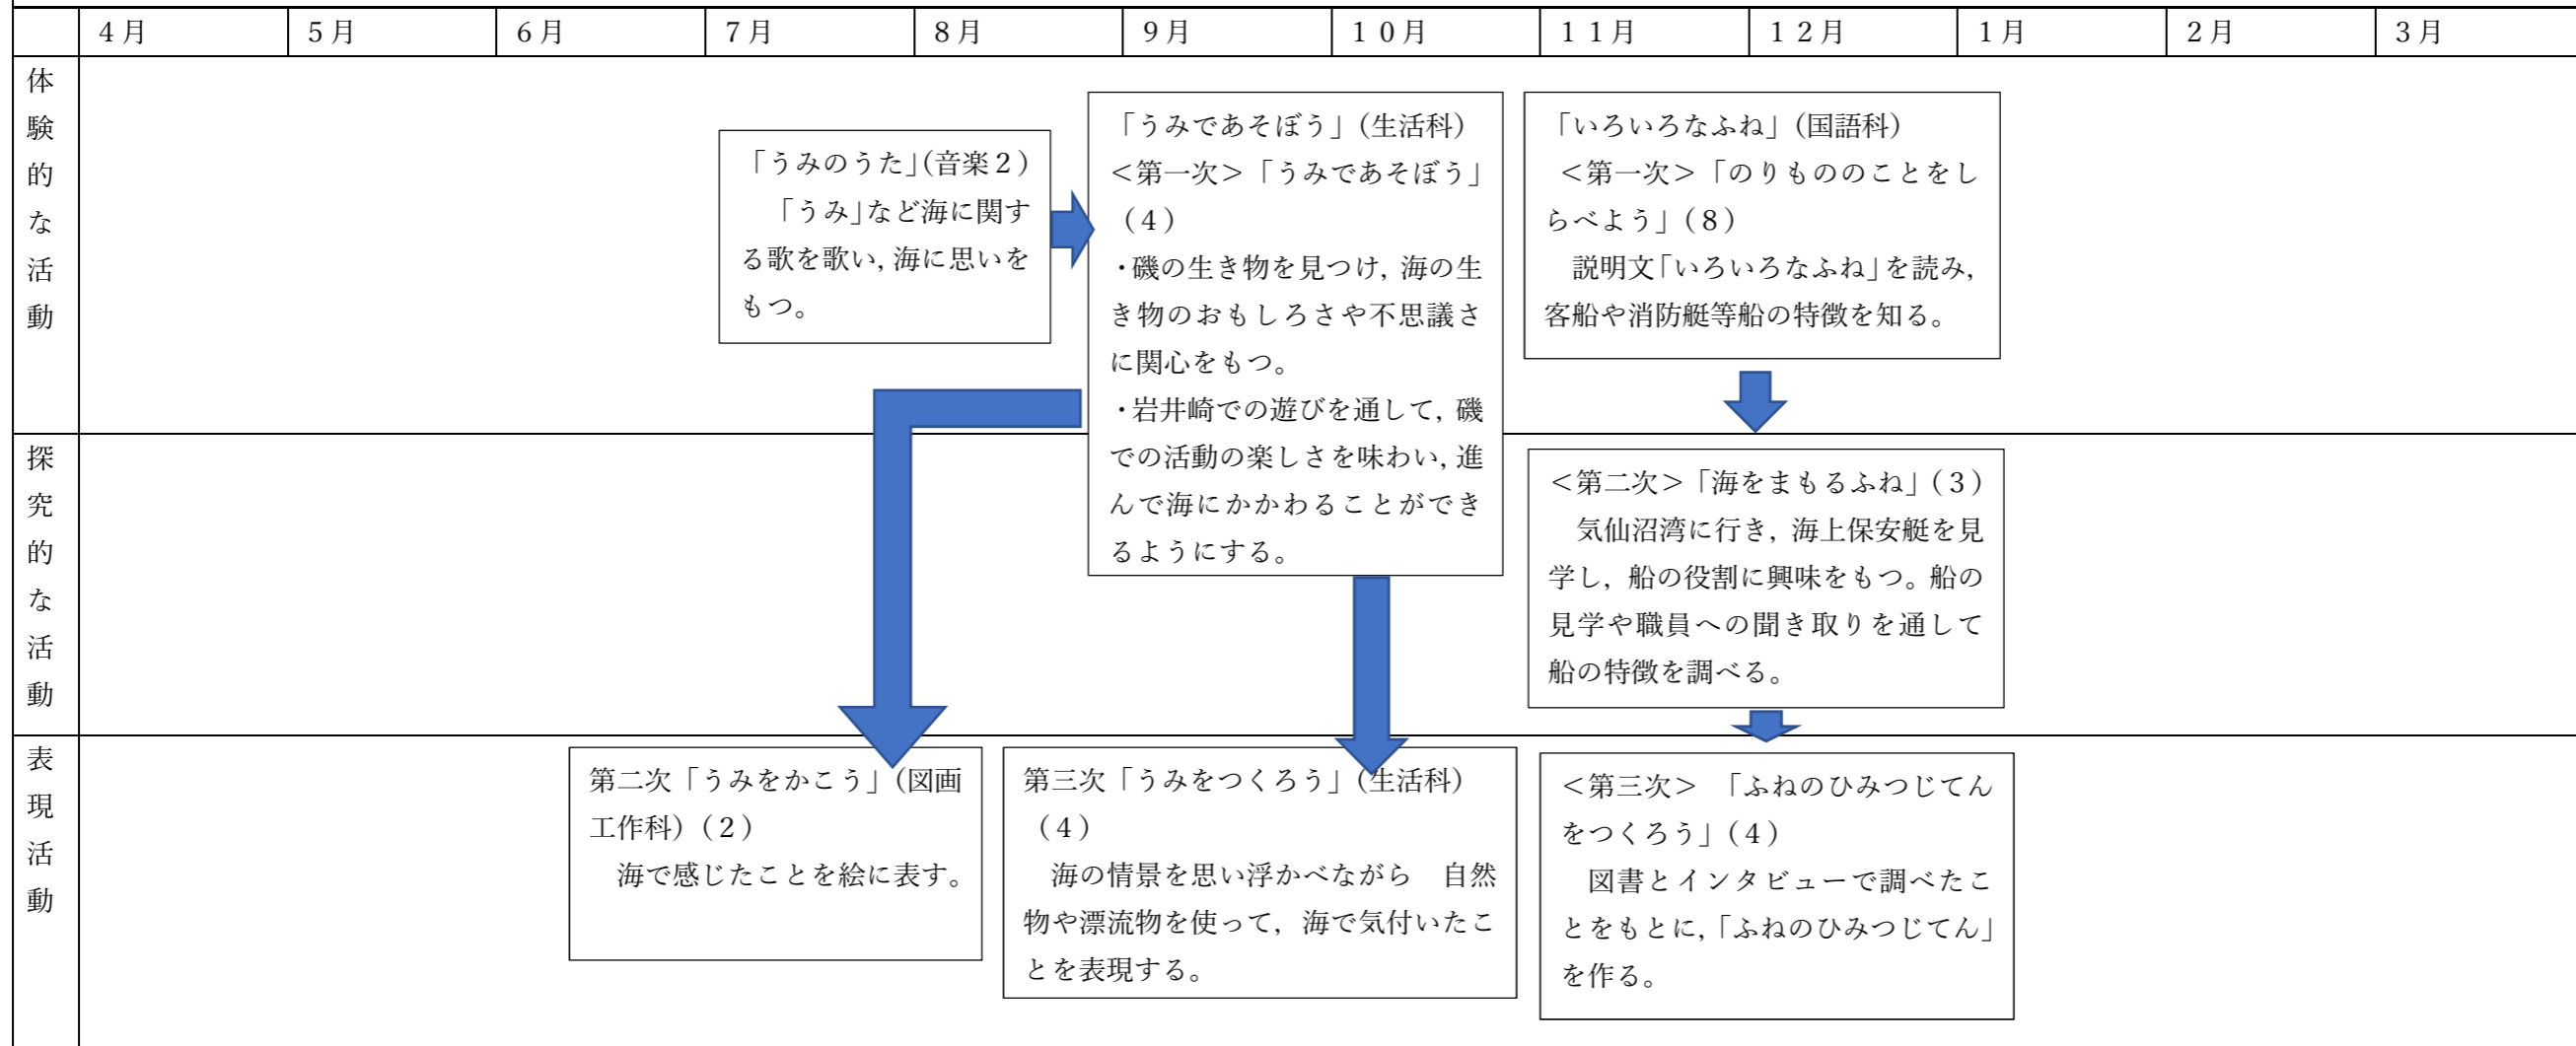 4月 5月 6月 7月 8月 9月 10月 11月 12月 1月 2月 3月
体験的な活動
「うみのうた」(音楽2)
「うみ」など海に関す
る歌を歌い,海に思いを
もつ。
「うみであそぼう」(生活科)
<第一次>「うみであそぼう」
(4)
・磯の生き物を見つけ,海の生
き物のおもしろさや不思議さ
に関心をもつ。
・岩井崎での遊びを通して,磯
での活動の楽しさを味わい,進
んで海にかかわることができ
るようにする。
「いろいろなふね」(国語科)
<第一次>「のりもののことをし
らべよう」(8)
説明文「いろいろなふね」を読み,
客船や消防艇等船の特徴を知る。
探究的な活動
<第二次>「海をまもるふね」(3)
気仙沼湾に行き,海上保安艇を見
学し,船の役割に興味をもつ。船の
見学や職員への聞き取りを通して
船の特徴を調べる。
表現活動
第二次「うみをかこう」(図画
工作科)(2)
海で感じたことを絵に表す。
第三次「うみをつくろう」(生活科)
(4)
海の情景を思い浮かべながら 自然
物や漂流物を使って,海で気付いたこ
とを表現する。
<第三次> 「ふねのひみつじてん
をつくろう」(4)
図書とインタビューで調べたこ
とをもとに,「ふねのひみつじてん」
を作る。